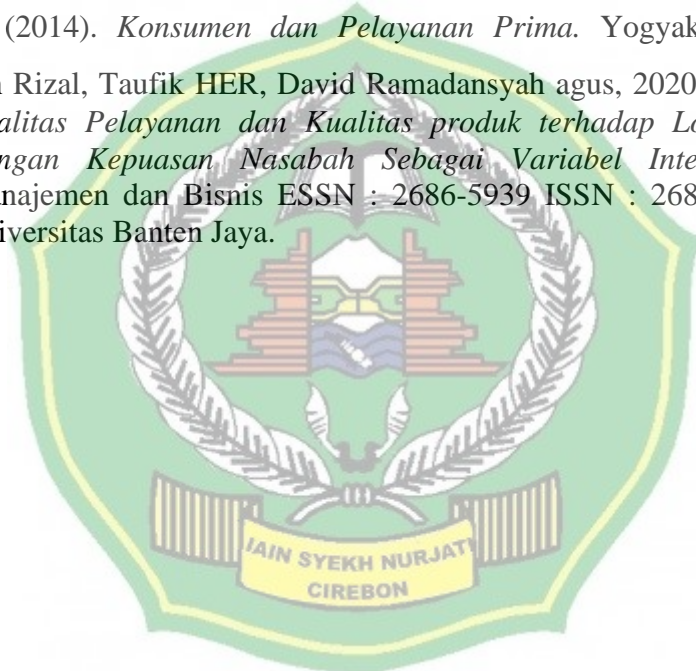 (2014). Konsumen dan Pelayanan Prima. Yogyak
Rizal, Taufik HER, David Ramadansyah agus, 2020
alitas Pelayanan dan Kualitas produk terhadap Lo
ngan Kepuasan Nasabah Sebagai Variabel Inte
anajemen dan Bisnis ESSN : 2686-5939 ISSN : 268
iversitas Banten Jaya.
IAIN SYEKH NURJATI
CIREBON